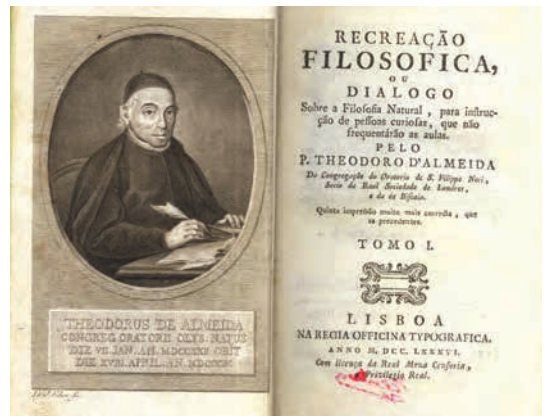 THEODORUS DE ALMEIDA
CONGREG. ORATORII OLYS. NATUS
DIE VII. JAN. AN. MDCCXXII OBIT
DIE XVIII. APRIL. AN.
RECREAÇÃO
FILOSOFICA,
OU
DIALOGO
Sobre a Filosofia Natural, para instruc-
ção de pessoas curiosas, que não
frequentárão as aulas.
PELO
P. THEODORO D'ALMEIDA
Da Congregação do Oratorio de S. Filippe Neri,
Socio da Real Sociedade de Londres,
e da de Biscaia.
Quinta impressão muito mais correcta, que
as precedentes.
TOMO I.
LISBOA
NA REGIA OFFICINA TYPOGRAFICA.
ANNO M. DCC. LXXXVI.
Com licença da Real Meza Censoria,
e Privilegio Real.